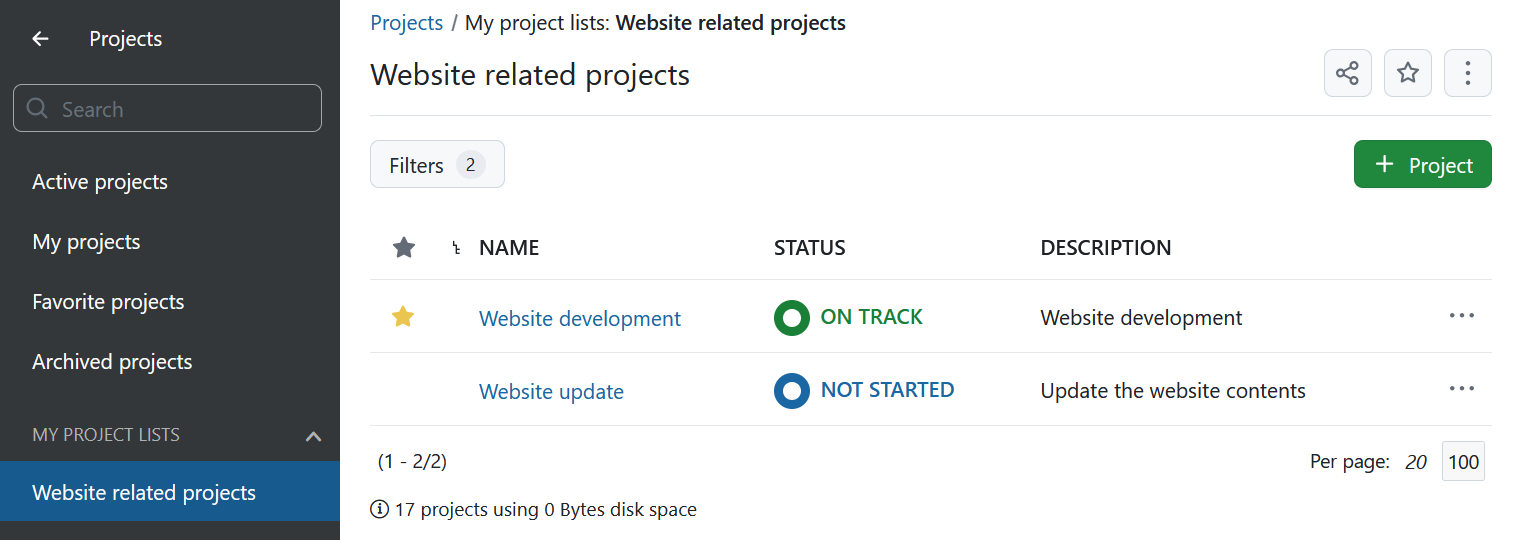 Projects
Search
Active projects
My projects
Favorite projects
Archived projects
MY PROJECT LISTS
Website related projects
Projects / My project lists: Website related projects
Website related projects
Filters 2
+ Project
NAME STATUS DESCRIPTION
Website development ON TRACK Website development
Website update NOT STARTED Update the website contents
(1 - 2/2) Per page: 20 100
17 projects using 0 Bytes disk space